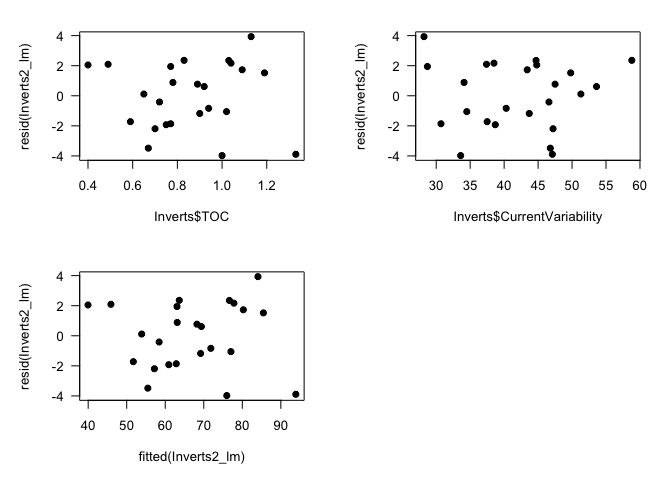 resid(Inverts2_lm)
4
2
0
-2
-4
0.4 0.6 0.8 1.0 1.2
Inverts$TOC
resid(Inverts2_lm)
4
2
0
-2
-4
30 35 40 45 50 55 60
Inverts$CurrentVariability
resid(Inverts2_lm)
4
2
0
-2
-4
40 50 60 70 80 90
fitted(Inverts2_lm)